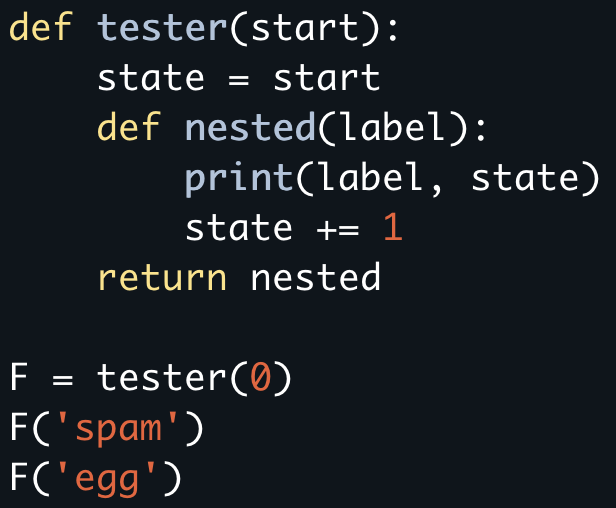 def tester(start):
    state = start
    def nested(label):
        print(label, state)
        state += 1
    return nested

F = tester(0)
F('spam')
F('egg')